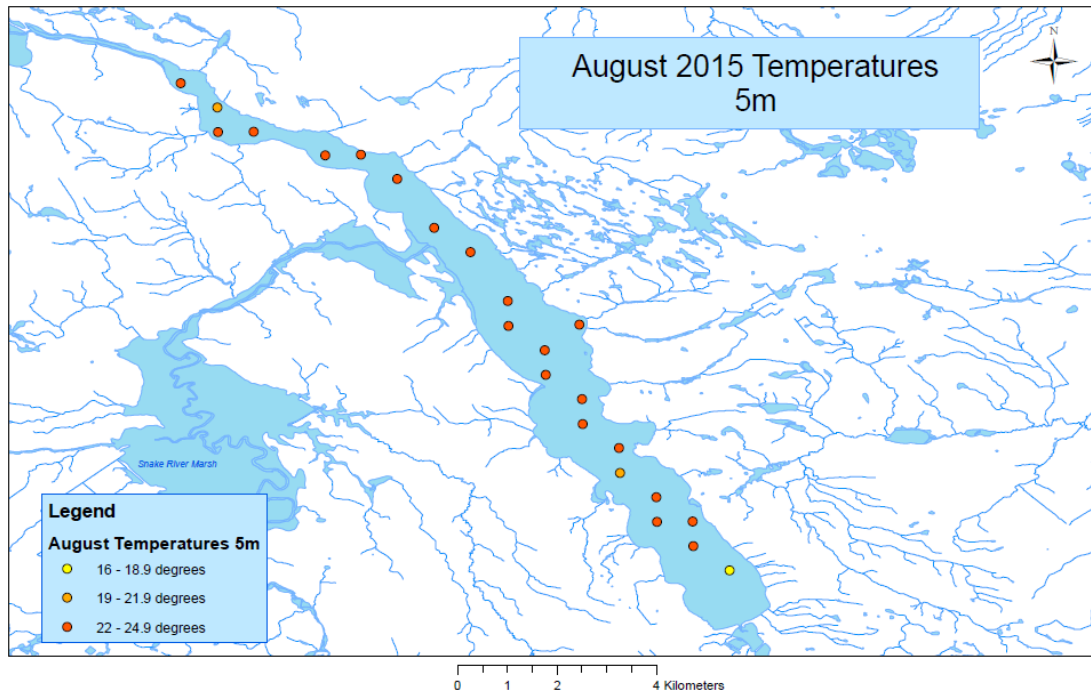 August 2015 Temperatures
5m
N
Snake River Marsh
Legend
August Temperatures 5m
16 - 18.9 degrees
19 - 21.9 degrees
22 - 24.9 degrees
0 1 2 4 Kilometers